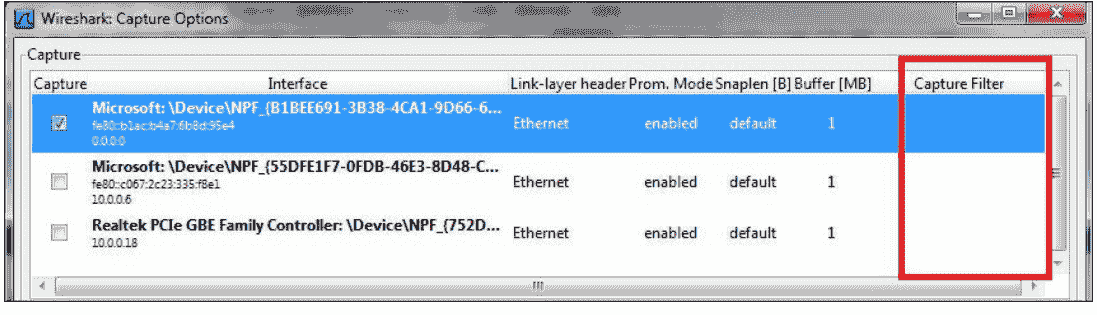 Wireshark: Capture Options
Capture
Capture Interface Link-layer header Prom. Mode Snaplen [B] Buffer [MB] Capture Filter
Microsoft: \Device\NPF_{B1BEE691-3B38-4CA1-9D66-6...
fe80::b1ac:b4a7:6b8d:95e4
0.0.0.0
Ethernet enabled default 1
Microsoft: \Device\NPF_{55DFE1F7-0FDB-46E3-8D48-C...
fe80::c067:2c23:335:f8e1
10.0.0.6
Ethernet enabled default 1
Realtek PCIe GBE Family Controller: \Device\NPF_{752D...
10.0.0.18
Ethernet enabled default 1